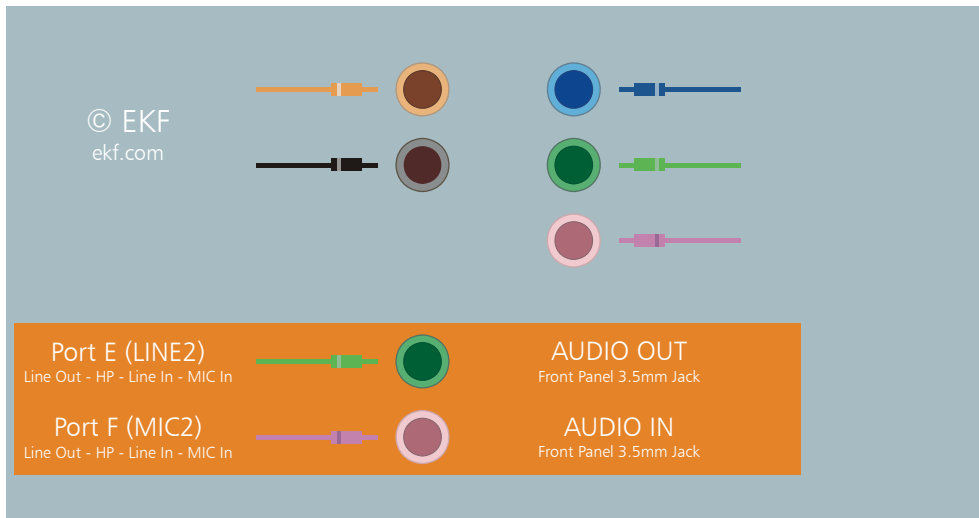 © EKF
ekf.com
Port E (LINE2)
Line Out - HP - Line In - MIC In
AUDIO OUT
Front Panel 3.5mm Jack
Port F (MIC2)
Line Out - HP - Line In - MIC In
AUDIO IN
Front Panel 3.5mm Jack